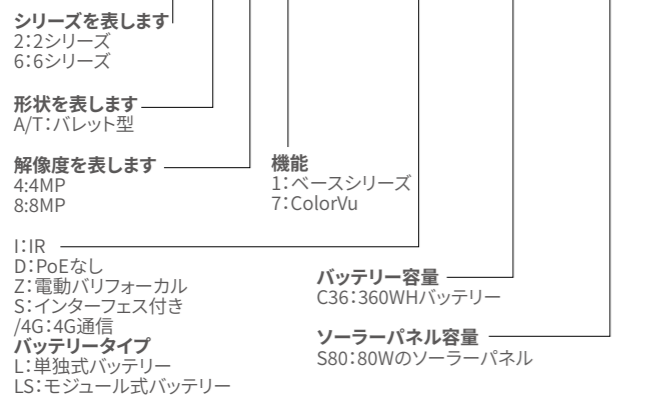 シリーズを表します
2：2シリーズ
6：6シリーズ
形状を表します
A/T：バレット型
解像度を表します
4:4MP
8:8MP
機能
1：ベースシリーズ
7：ColorVu
I：IR
D：PoEなし
Z：電動バリフォーカル
S：インターフェス付き
/4G：4G通信
バッテリータイプ
L：単独式バッテリー
LS：モジュール式バッテリー
バッテリー容量
C36：360WHバッテリー
ソーラーパネル容量
S80：80Wのソーラーパネル